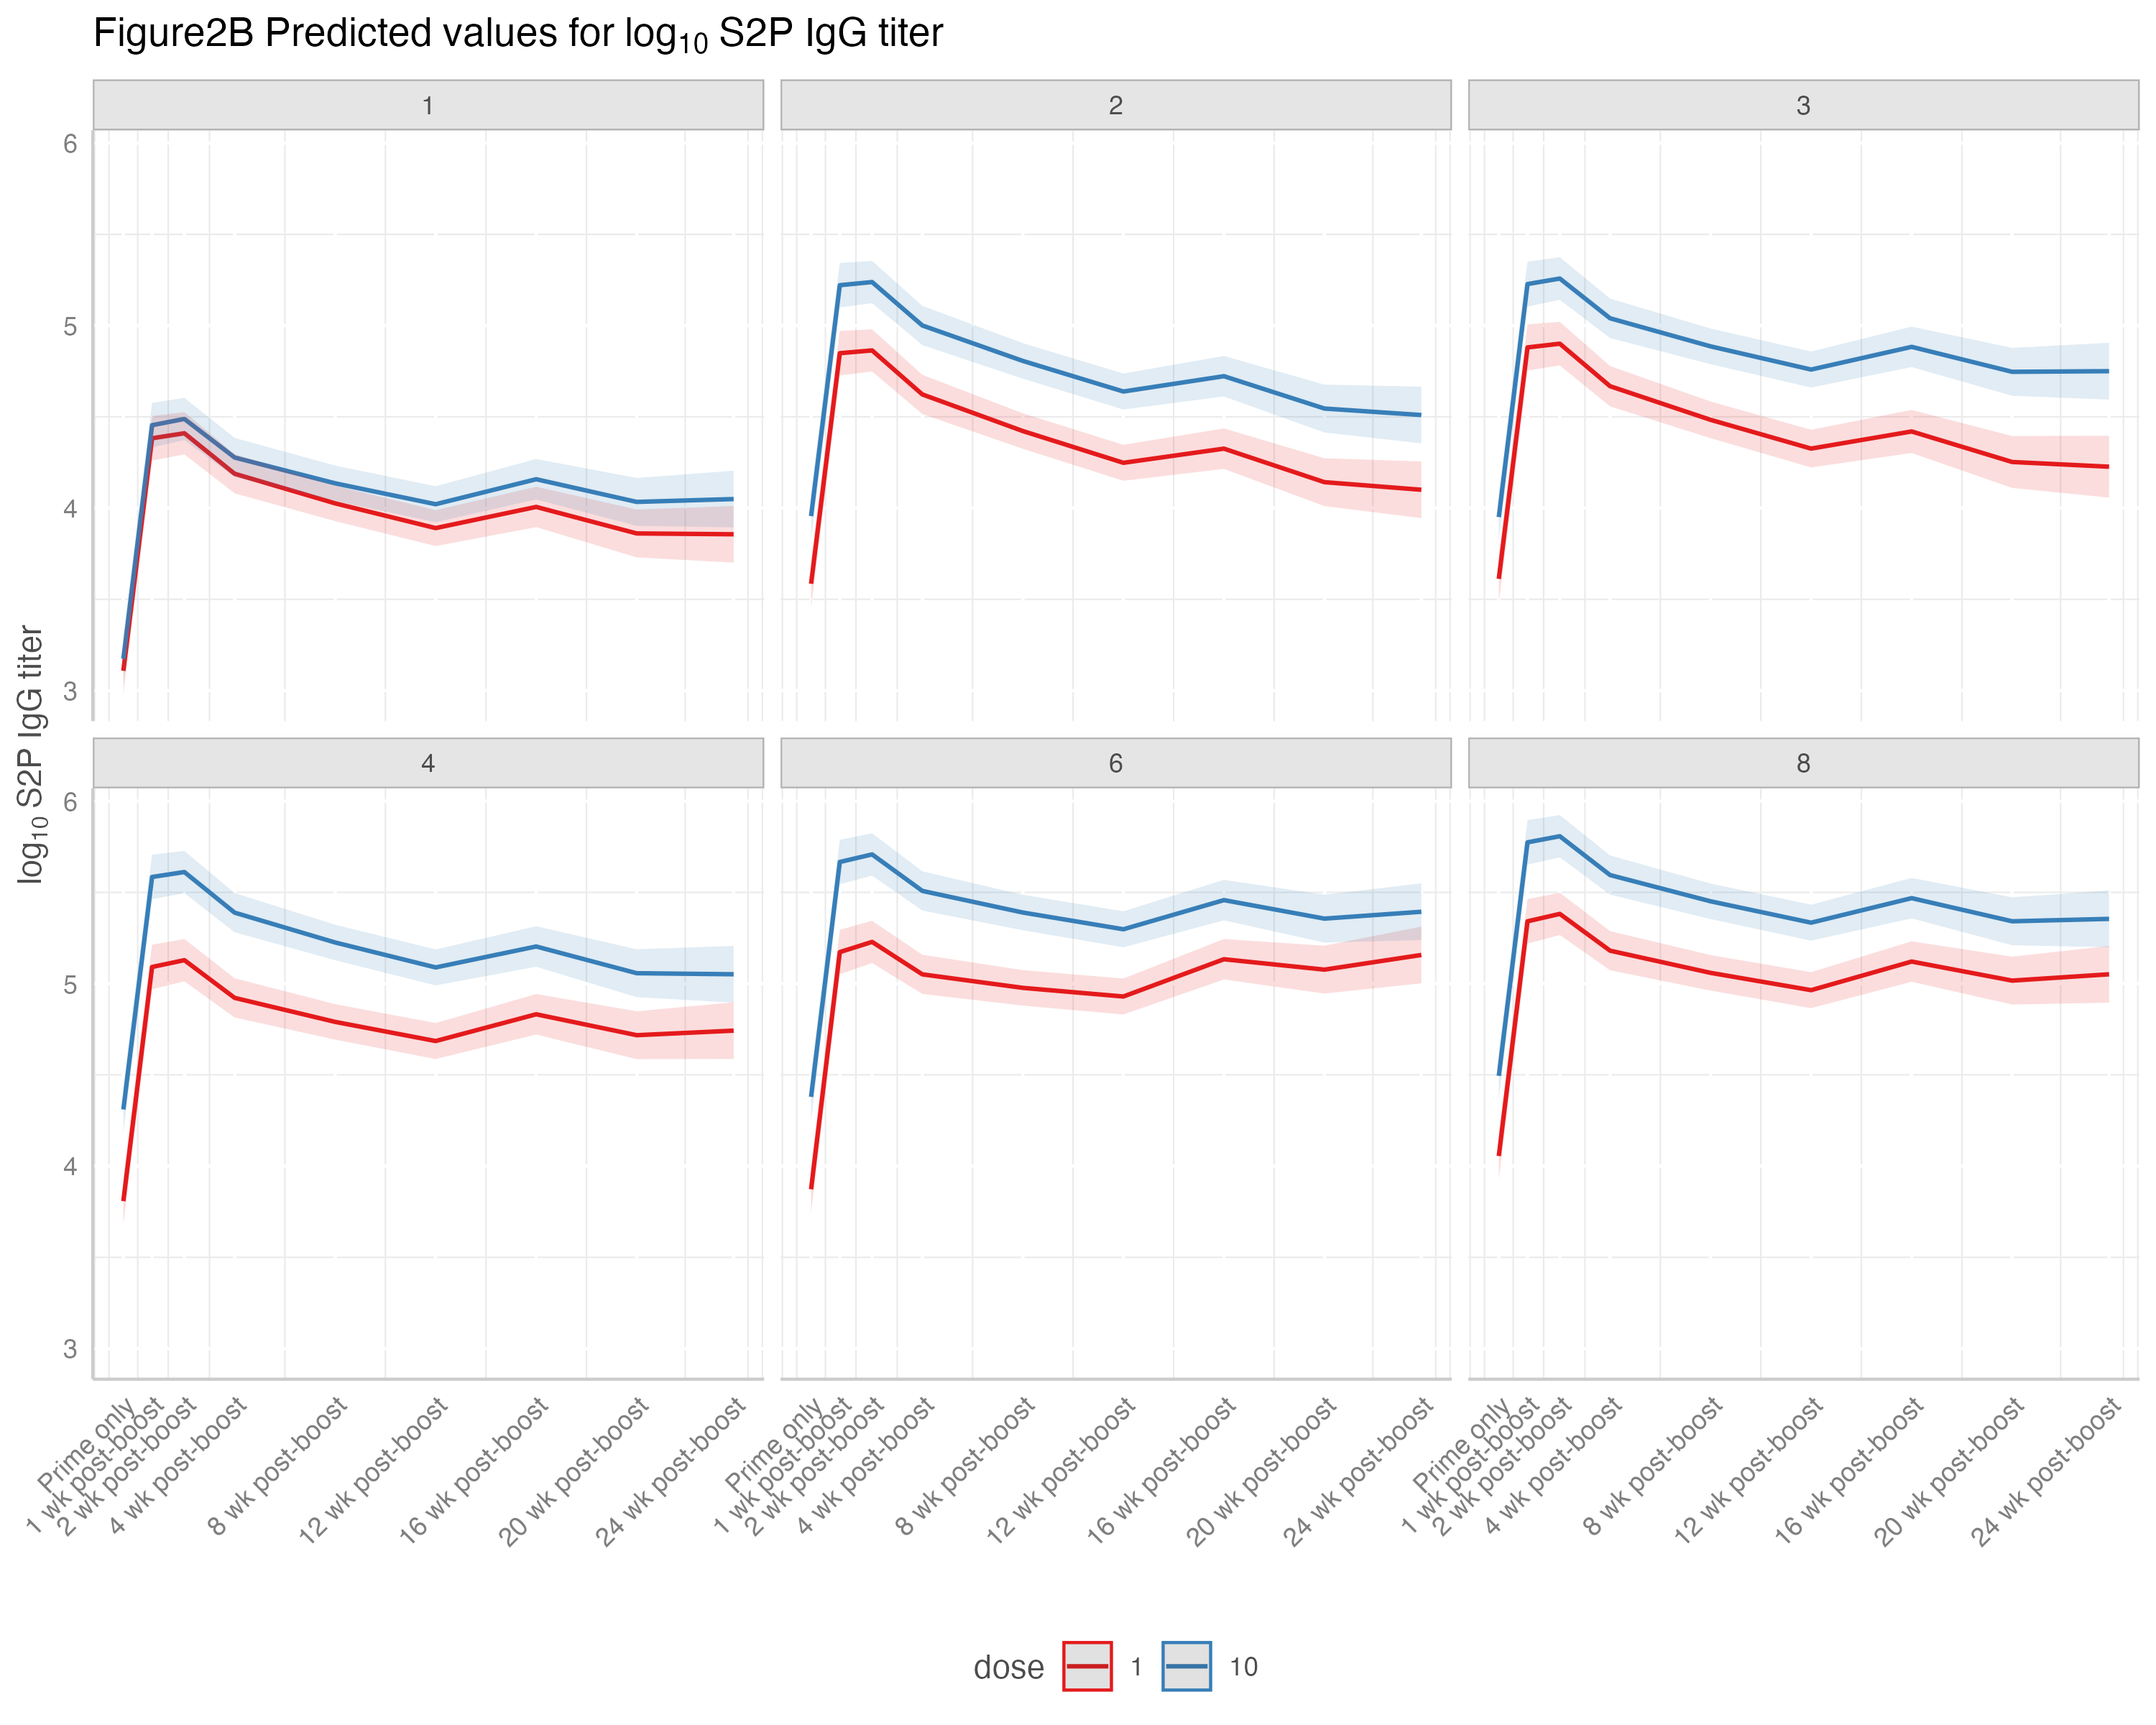 Figure2B Predicted values for log₁₀ S2P IgG titer
1
2
3
6
5
4
3
log₁₀ S2P IgG titer
4
6
8
6
5
4
3
Prime only
1 wk post-boost
2 wk post-boost
4 wk post-boost
8 wk post-boost
12 wk post-boost
16 wk post-boost
20 wk post-boost
24 wk post-boost
Prime only
1 wk post-boost
2 wk post-boost
4 wk post-boost
8 wk post-boost
12 wk post-boost
16 wk post-boost
20 wk post-boost
24 wk post-boost
Prime only
1 wk post-boost
2 wk post-boost
4 wk post-boost
8 wk post-boost
12 wk post-boost
16 wk post-boost
20 wk post-boost
24 wk post-boost
dose 1 10